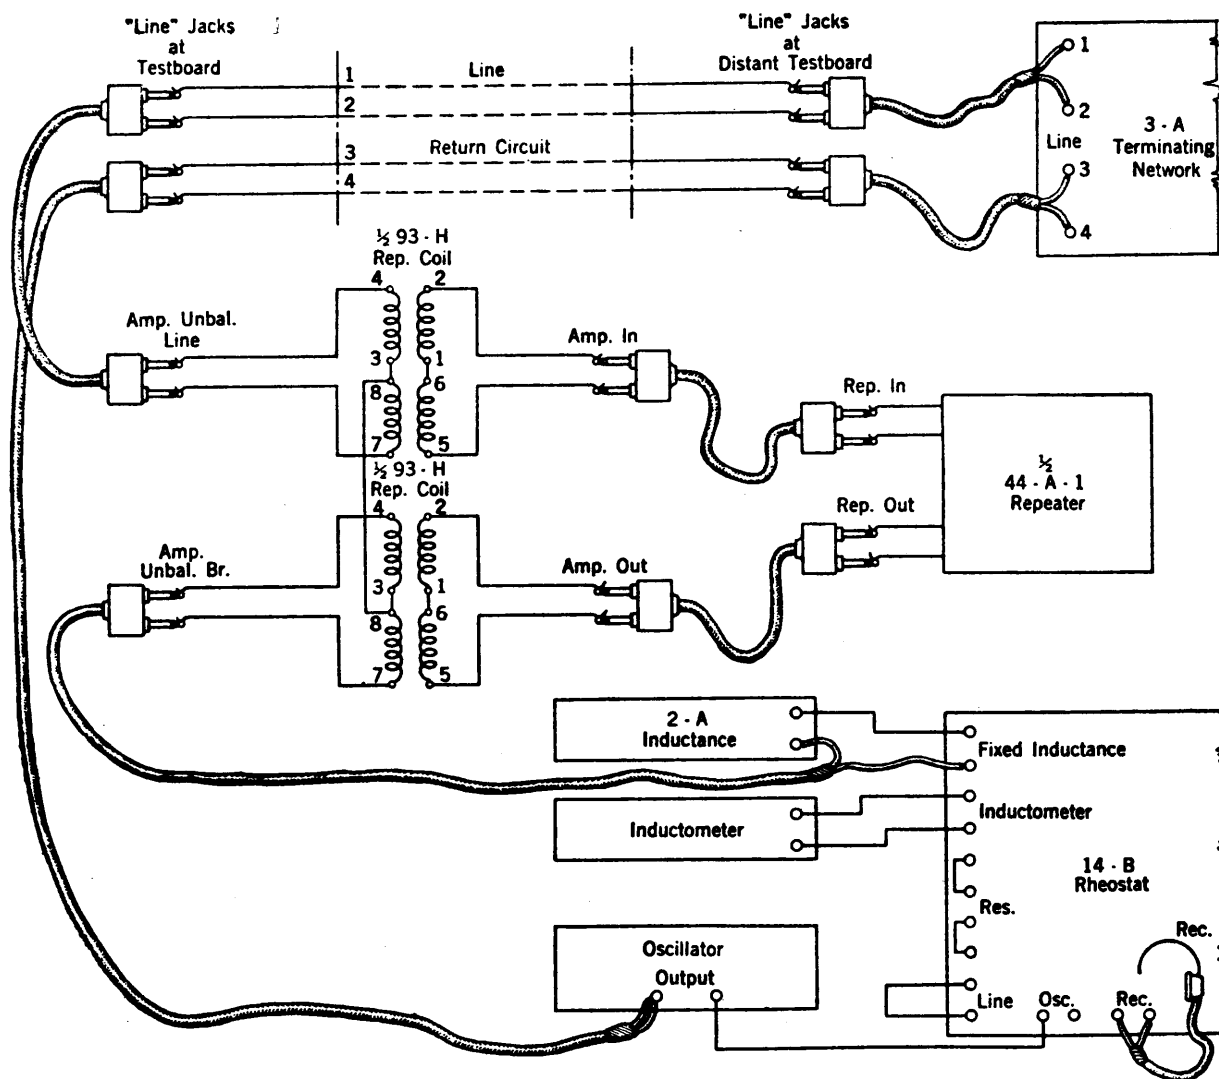 "Line" Jacks
at
Testboard
"Line" Jacks
at
Distant Testboard
1
Line
2
3
Return Circuit
4
1
2
3 - A
Terminating
Network
Line
3
4
½ 93 - H
Rep. Coil
4 2
Amp. Unbal.
Line
3 1
8 6
7 5
Amp. In
Rep. In
½
44 - A - 1
Repeater
Rep. Out
½ 93 - H
Rep. Coil
4 2
Amp.
Unbal. Br.
3 1
8 6
7 5
Amp. Out
2 - A
Inductance
Fixed Inductance
Inductometer
Inductometer
14 - B
Rheostat
Res.
Rec.
Oscillator
Output
Line
Osc.
Rec.